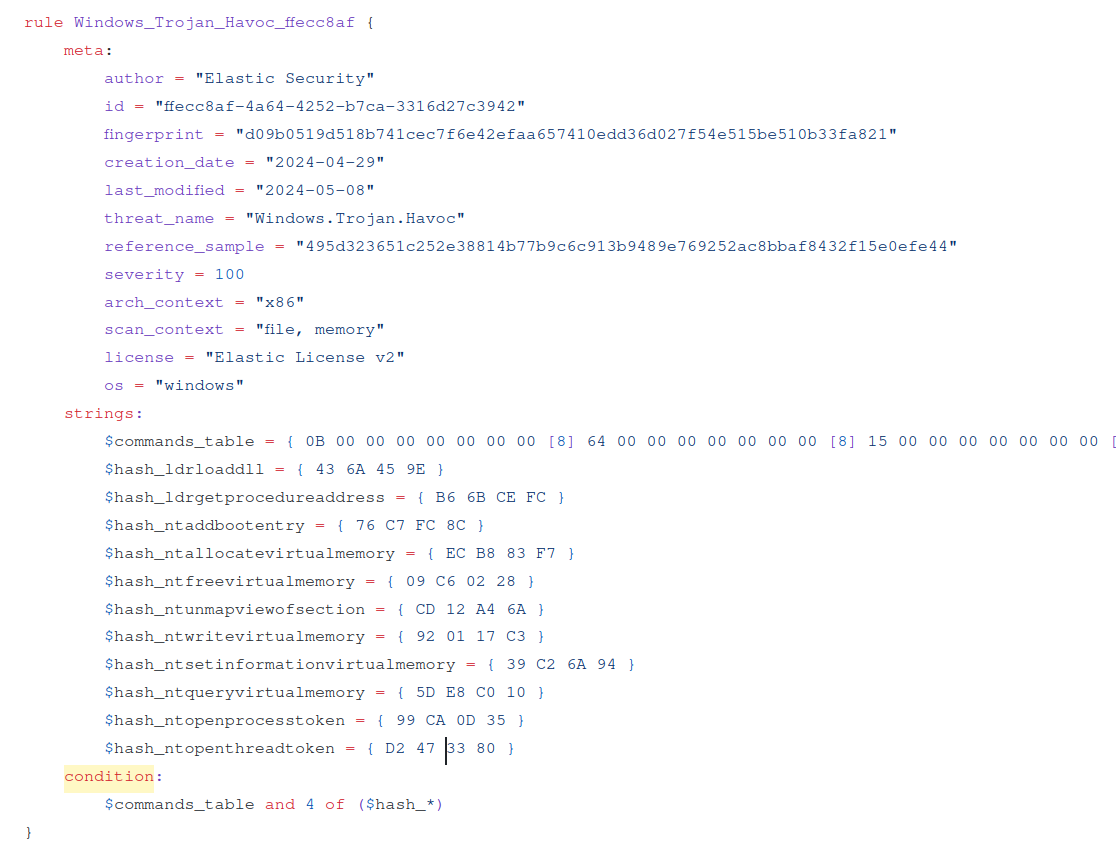 rule Windows_Trojan_Havoc_ffecc8af {
meta:
author = "Elastic Security"
id = "ffecc8af-4a64-4252-b7ca-3316d27c3942"
fingerprint = "d09b0519d518b741cec7f6e42efaa657410edd36d027f54e515be510b33fa821"
creation_date = "2024-04-29"
last_modified = "2024-05-08"
threat_name = "Windows.Trojan.Havoc"
reference_sample = "495d323651c252e38814b77b9c6c913b9489e769252ac8bbaf8432f15e0efe44"
severity = 100
arch_context = "x86"
scan_context = "file, memory"
license = "Elastic License v2"
os = "windows"
strings:
$commands_table = { 0B 00 00 00 00 00 00 00 [8] 64 00 00 00 00 00 00 00 [8] 15 00 00 00 00 00 00 00 [
$hash_ldrloaddll = { 43 6A 45 9E }
$hash_ldrgetprocedureaddress = { B6 6B CE FC }
$hash_ntaddbootentry = { 76 C7 FC 8C }
$hash_ntallocatevirtualmemory = { EC B8 83 F7 }
$hash_ntfreevirtualmemory = { 09 C6 02 28 }
$hash_ntunmapviewofsection = { CD 12 A4 6A }
$hash_ntwritevirtualmemory = { 92 01 17 C3 }
$hash_ntsetinformationvirtualmemory = { 39 C2 6A 94 }
$hash_ntqueryvirtualmemory = { 5D E8 C0 10 }
$hash_ntopenprocesstoken = { 99 CA 0D 35 }
$hash_ntopenthreadtoken = { D2 47 33 80 }
condition:
$commands_table and 4 of ($hash_*)
}